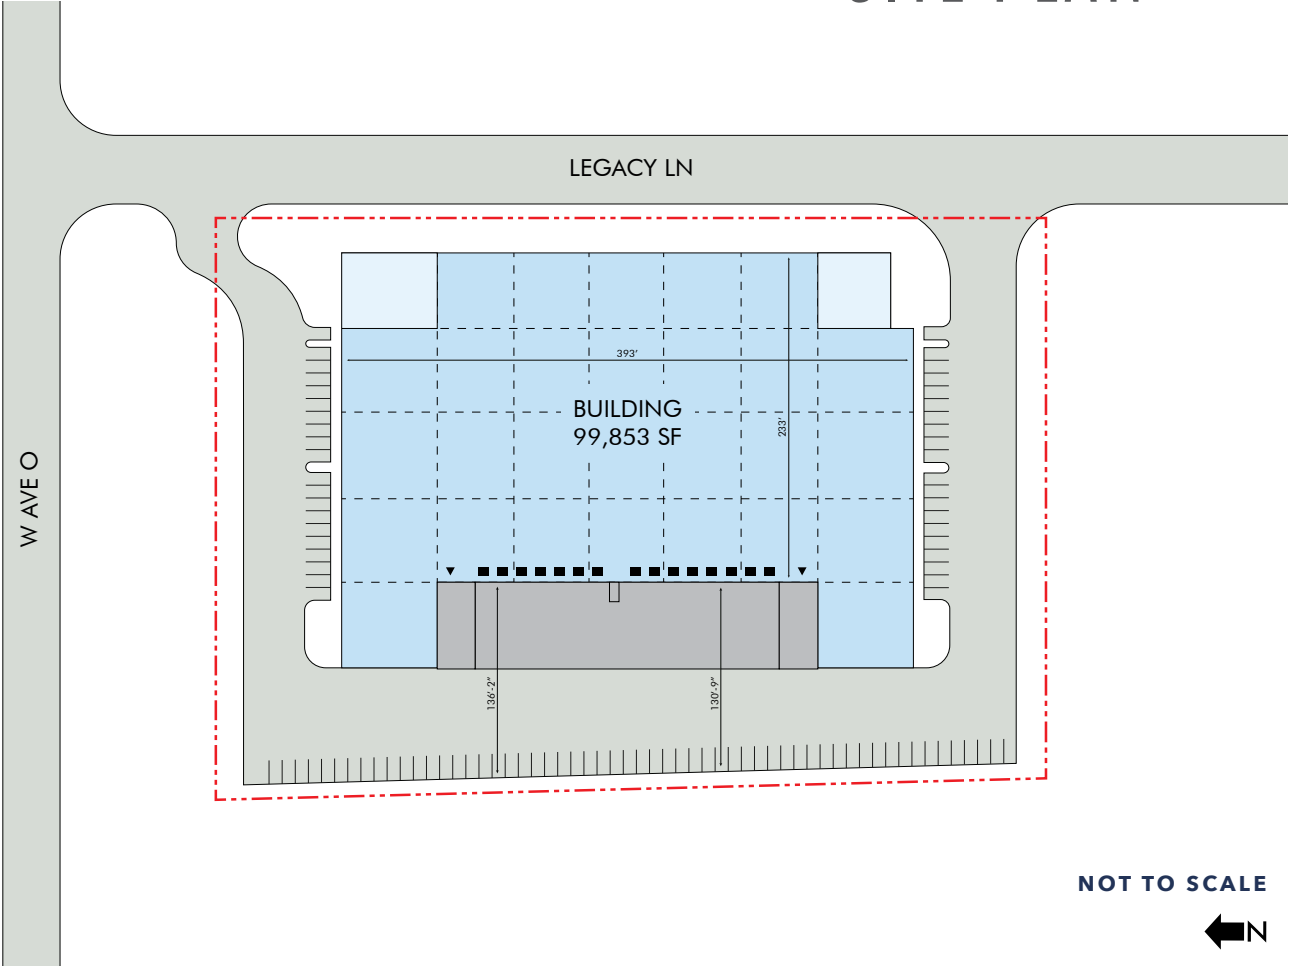 LEGACY LN
393'
BUILDING
99,853 SF
233'
W AVE O
136'-2"
130'-9"
NOT TO SCALE
N